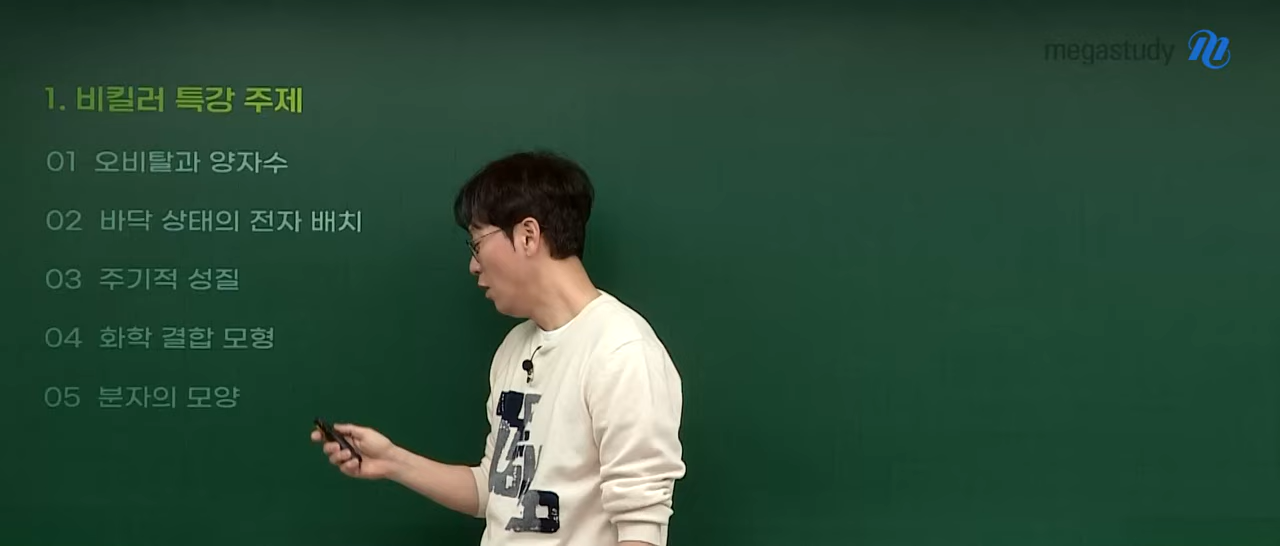 megastudy
1. 비킬러 특강 주제
01 오비탈과 양자수
02 바닥 상태의 전자 배치
03 주기적 성질
04 화학 결합 모형
05 분자의 모양